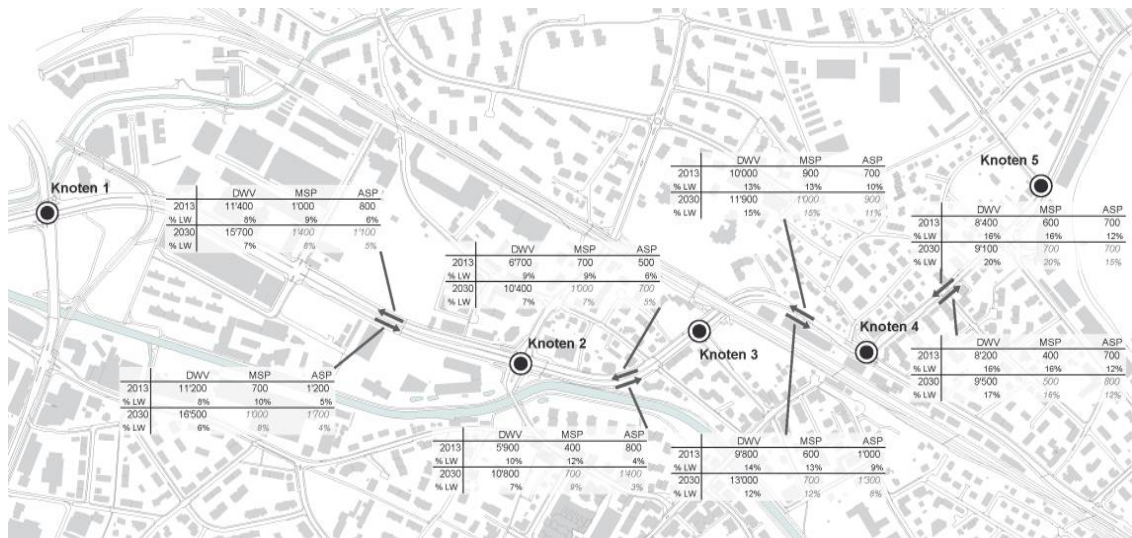 Knoten 1
DWV MSP ASP
2013 11'400 1'000 800
% LW 8% 9% 6%
2030 15'700 1'400 1'100
% LW 7% 8% 5%
DWV MSP ASP
2013 6'700 700 500
% LW 9% 9% 6%
2030 10'400 1'000 700
% LW 7% 7% 5%
DWV MSP ASP
2013 10'000 900 700
% LW 13% 13% 10%
2030 11'900 1'000 900
% LW 15% 15% 11%
Knoten 5
DWV MSP ASP
2013 8'400 600 700
% LW 16% 16% 12%
2030 9'100 700 700
% LW 20% 20% 15%
Knoten 2
Knoten 3
Knoten 4
DWV MSP ASP
2013 11'200 700 1'200
% LW 8% 10% 5%
2030 16'500 1'000 1'700
% LW 6% 8% 4%
DWV MSP ASP
2013 5'900 400 800
% LW 10% 12% 4%
2030 10'800 700 1'400
% LW 7% 9% 3%
DWV MSP ASP
2013 9'800 600 1'000
% LW 14% 13% 9%
2030 13'000 700 1'300
% LW 12% 12% 8%
DWV MSP ASP
2013 8'200 400 700
% LW 16% 16% 12%
2030 9'500 500 800
% LW 17% 16% 12%